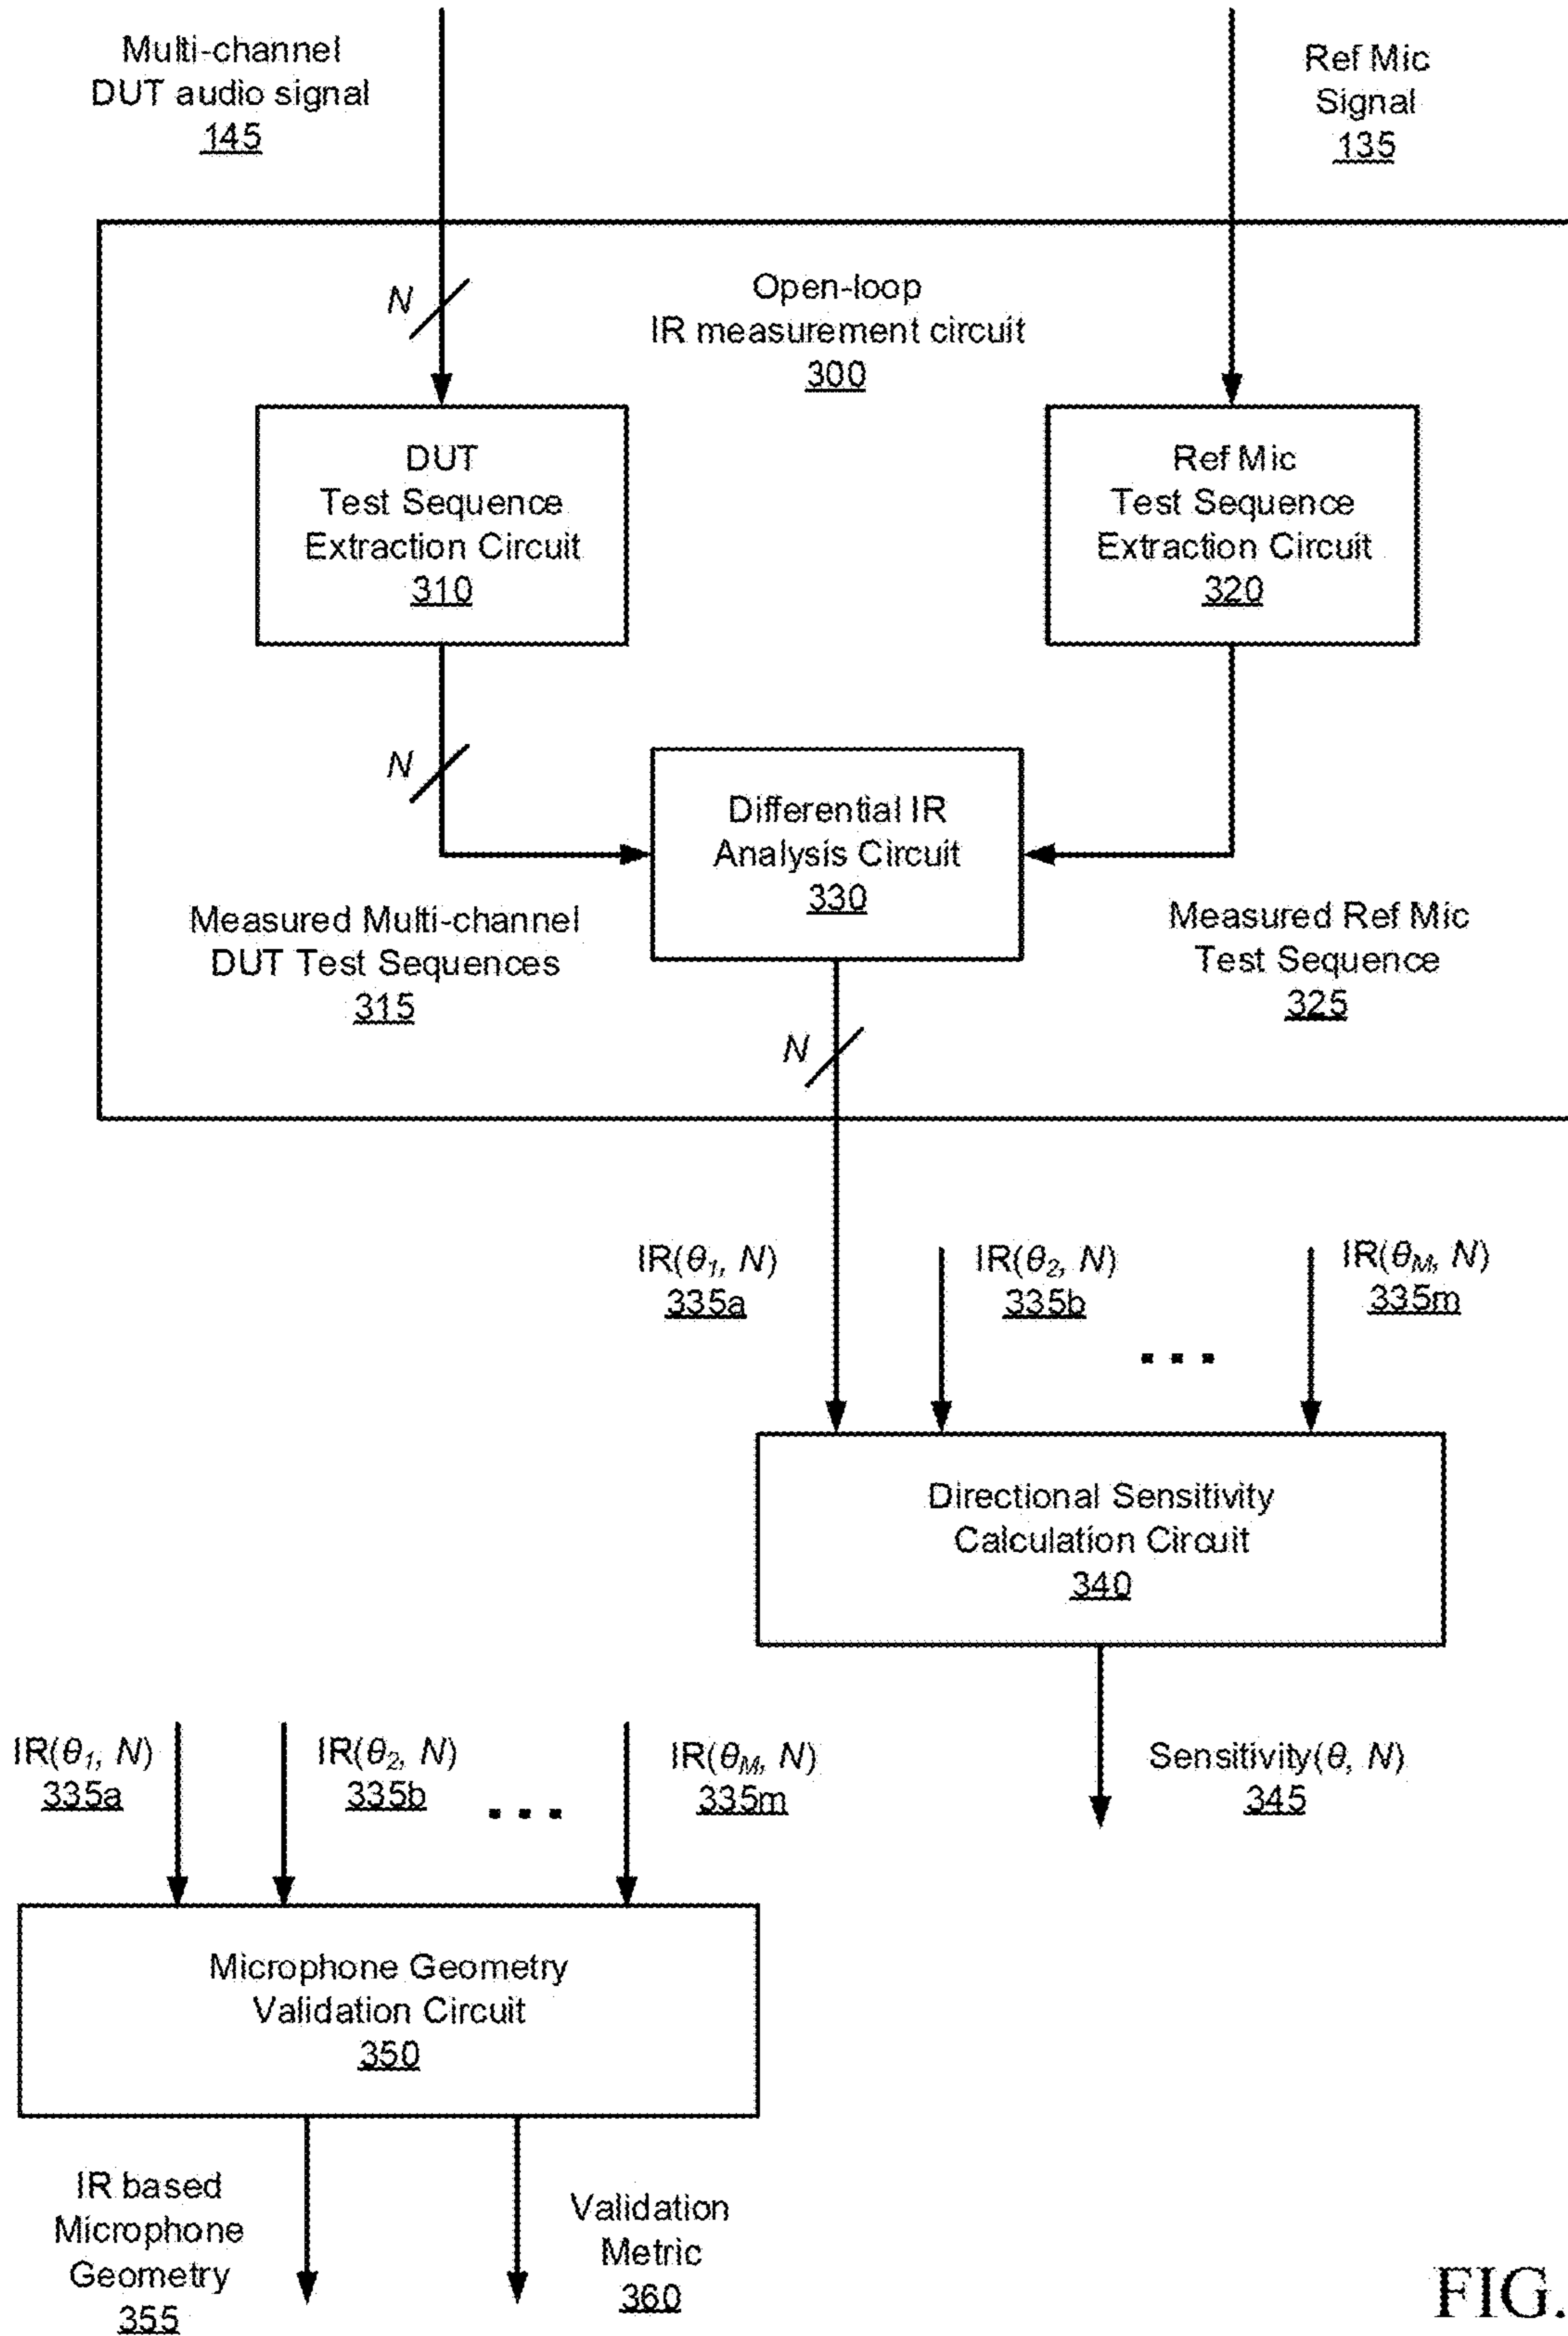 Multi-channel
DUT audio signal
145
Ref Mic
Signal
135
N
Open-loop
IR measurement circuit
300
DUT
Test Sequence
Extraction Circuit
310
Ref Mic
Test Sequence
Extraction Circuit
320
N
Differential IR
Analysis Circuit
330
Measured Multi-channel
DUT Test Sequences
315
Measured Ref Mic
Test Sequence
325
N
IR(θ₁, N)
335a
IR(θ₂, N)
335b
...
IR(θ_M, N)
335m
Directional Sensitivity
Calculation Circuit
340
IR(θ₁, N)
335a
IR(θ₂, N)
335b
...
IR(θ_M, N)
335m
Sensitivity(θ, N)
345
Microphone Geometry
Validation Circuit
350
IR based
Microphone
Geometry
355
Validation
Metric
360
FIG.